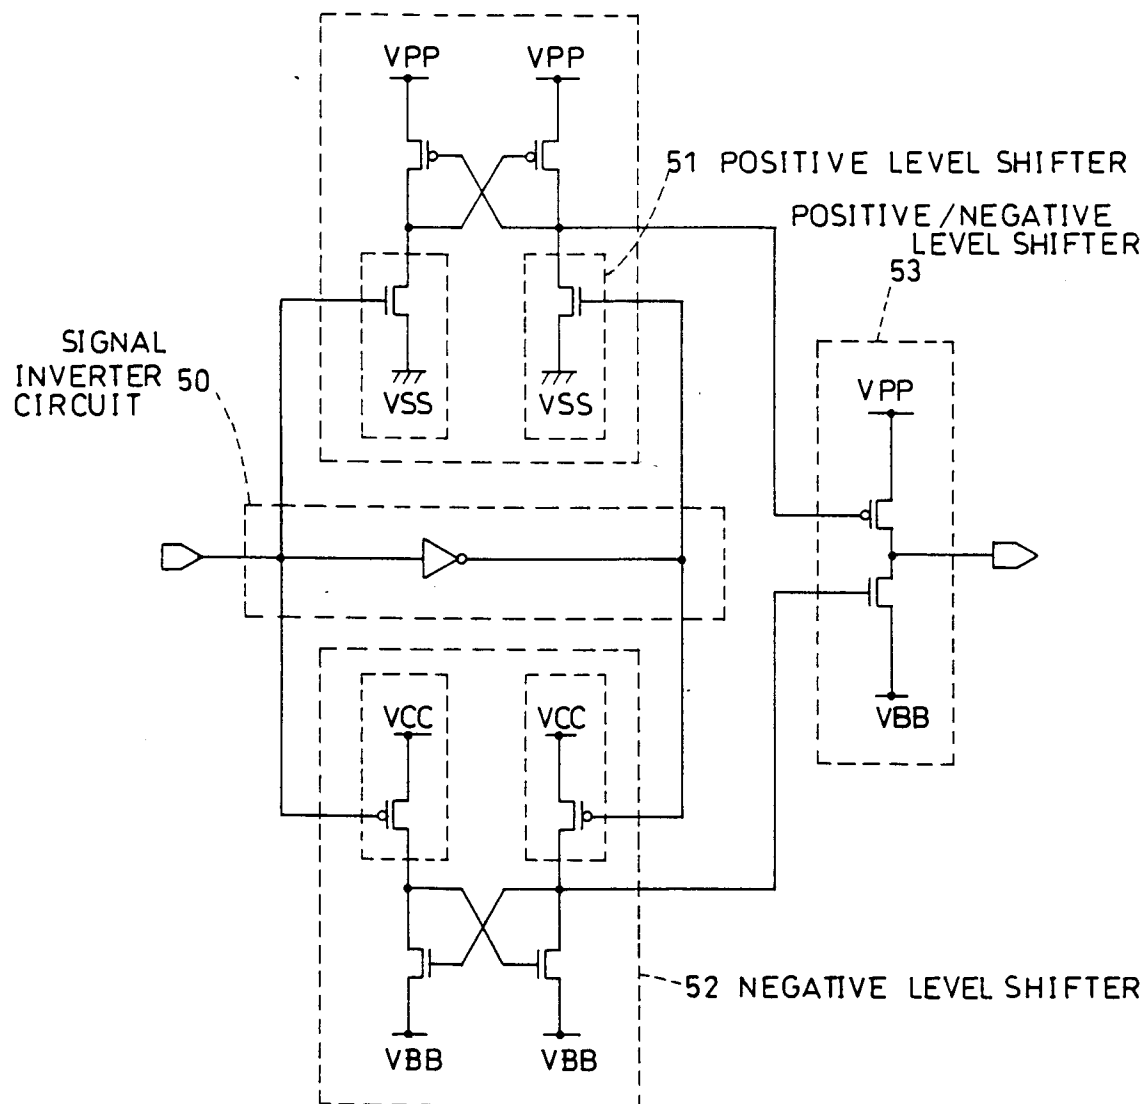 VPP VPP
51 POSITIVE LEVEL SHIFTER
POSITIVE/NEGATIVE
LEVEL SHIFTER
53
SIGNAL
INVERTER 50
CIRCUIT
VSS VSS
VPP
VBB
VCC VCC
52 NEGATIVE LEVEL SHIFTER
VBB VBB